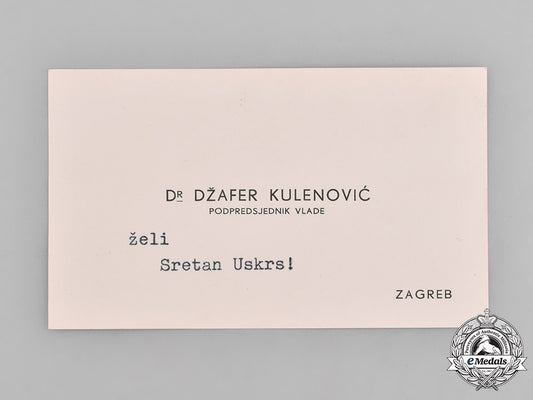 Dᴿ DŽAFER KULENOVIĆ
PODPREDSJEDNIK VLADE
želi
Sretan Uskrs!
ZAGREB
eMedals